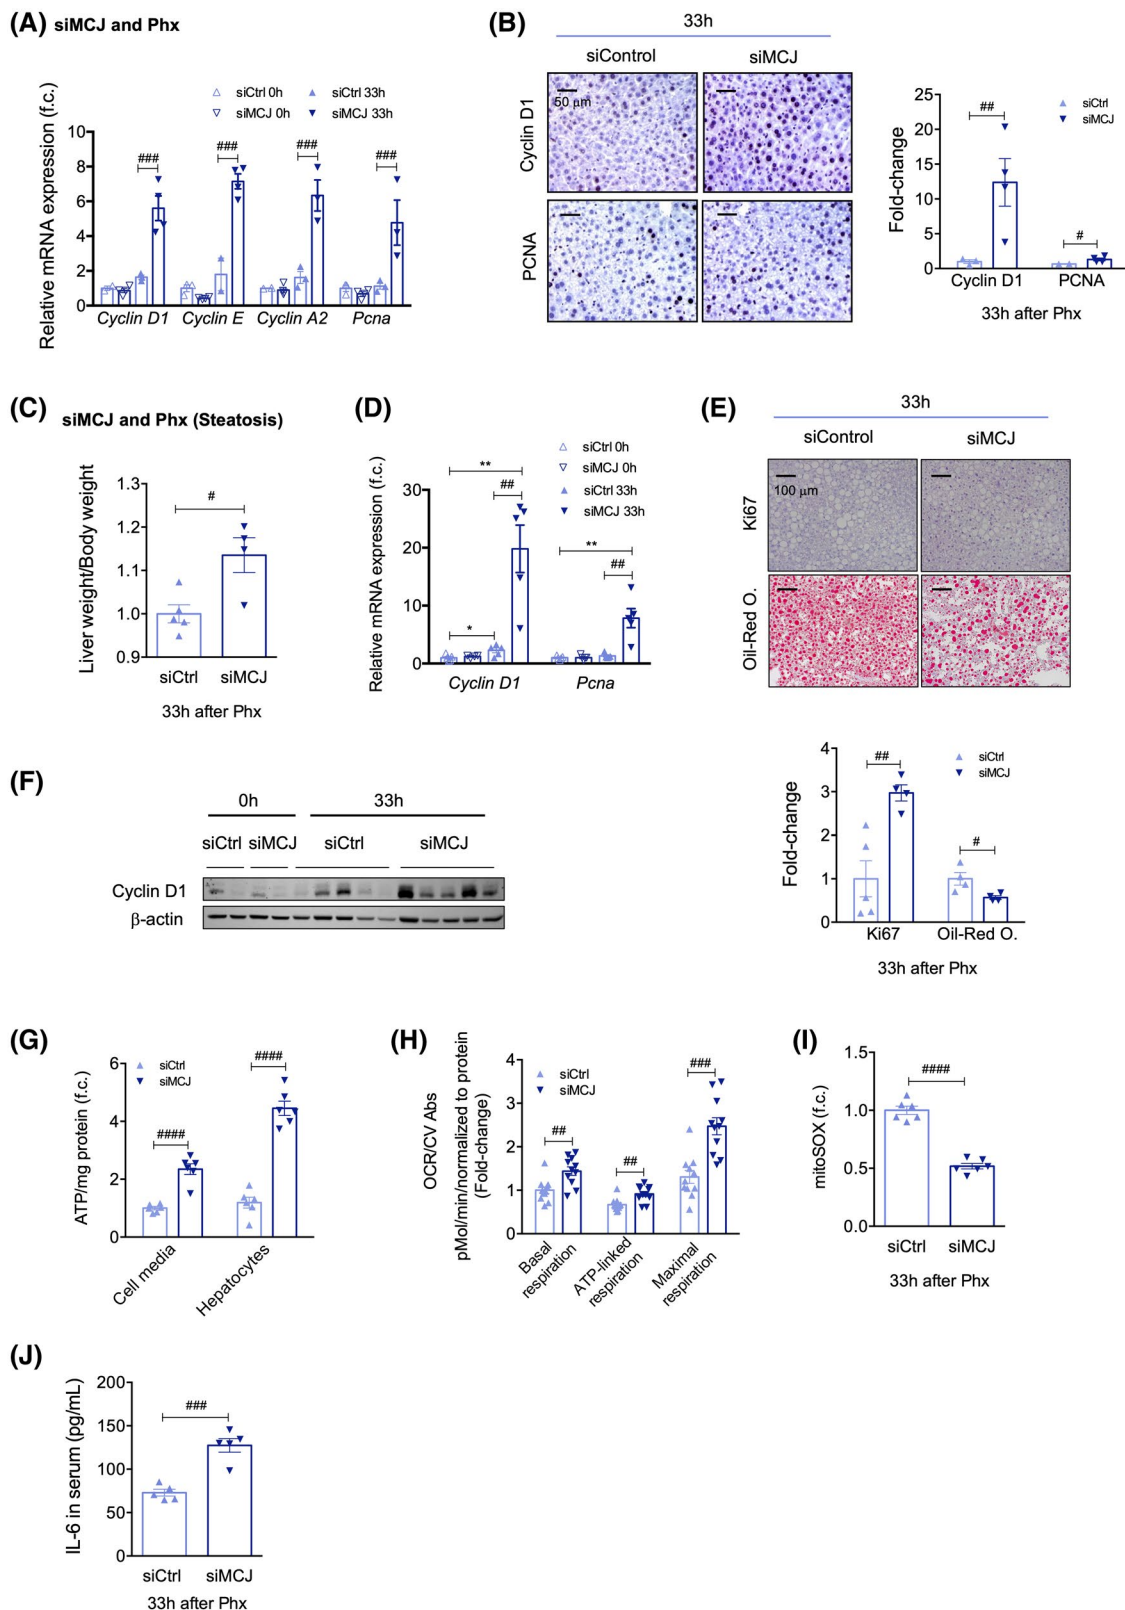 (A) siMCJ and Phx
siCtrl 0h siCtrl 33h
siMCJ 0h siMCJ 33h
Relative mRNA expression (f.c.)
10
8
6
4
2
0
### ### ### ###
Cyclin D1 Cyclin E Cyclin A2 Pcna
(B)
33h
siControl siMCJ
50 μm
Cyclin D1
PCNA
Fold-change
25
20
15
10
5
0
siCtrl
siMCJ
##
#
Cyclin D1 PCNA
33h after Phx
(C) siMCJ and Phx (Steatosis)
Liver weight/Body weight
1.3
1.2
1.1
1.0
0.9
#
siCtrl siMCJ
33h after Phx
(D)
siCtrl 0h
siMCJ 0h
siCtrl 33h
siMCJ 33h
Relative mRNA expression (f.c.)
30
20
10
0
**
##
*
**
##
Cyclin D1 Pcna
(E)
33h
siControl siMCJ
100 μm
Ki67
Oil-Red O.
Fold-change
4
3
2
1
0
siCtrl
siMCJ
##
#
Ki67 Oil-Red O.
33h after Phx
(F)
0h 33h
siCtrl siMCJ siCtrl siMCJ
Cyclin D1
β-actin
(G)
ATP/mg protein (f.c.)
6
4
2
0
siCtrl
siMCJ
####
####
Cell media Hepatocytes
(H)
OCR/CV Abs
pMol/min/normalized to protein
(Fold-change)
4
3
2
1
0
siCtrl
siMCJ
##
##
###
Basal
respiration
ATP-linked
respiration
Maximal
respiration
(I)
mitoSOX (f.c.)
1.5
1.0
0.5
0.0
####
siCtrl siMCJ
33h after Phx
(J)
IL-6 in serum (pg/mL)
200
150
100
50
0
###
siCtrl siMCJ
33h after Phx